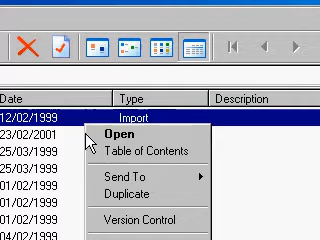 Date Type Description
12/02/1999 Import
23/02/2001
25/03/1999
25/03/1999
01/02/1999
01/02/1999
01/02/1999
04/02/1999
Open
Table of Contents
Send To
Duplicate
Version Control